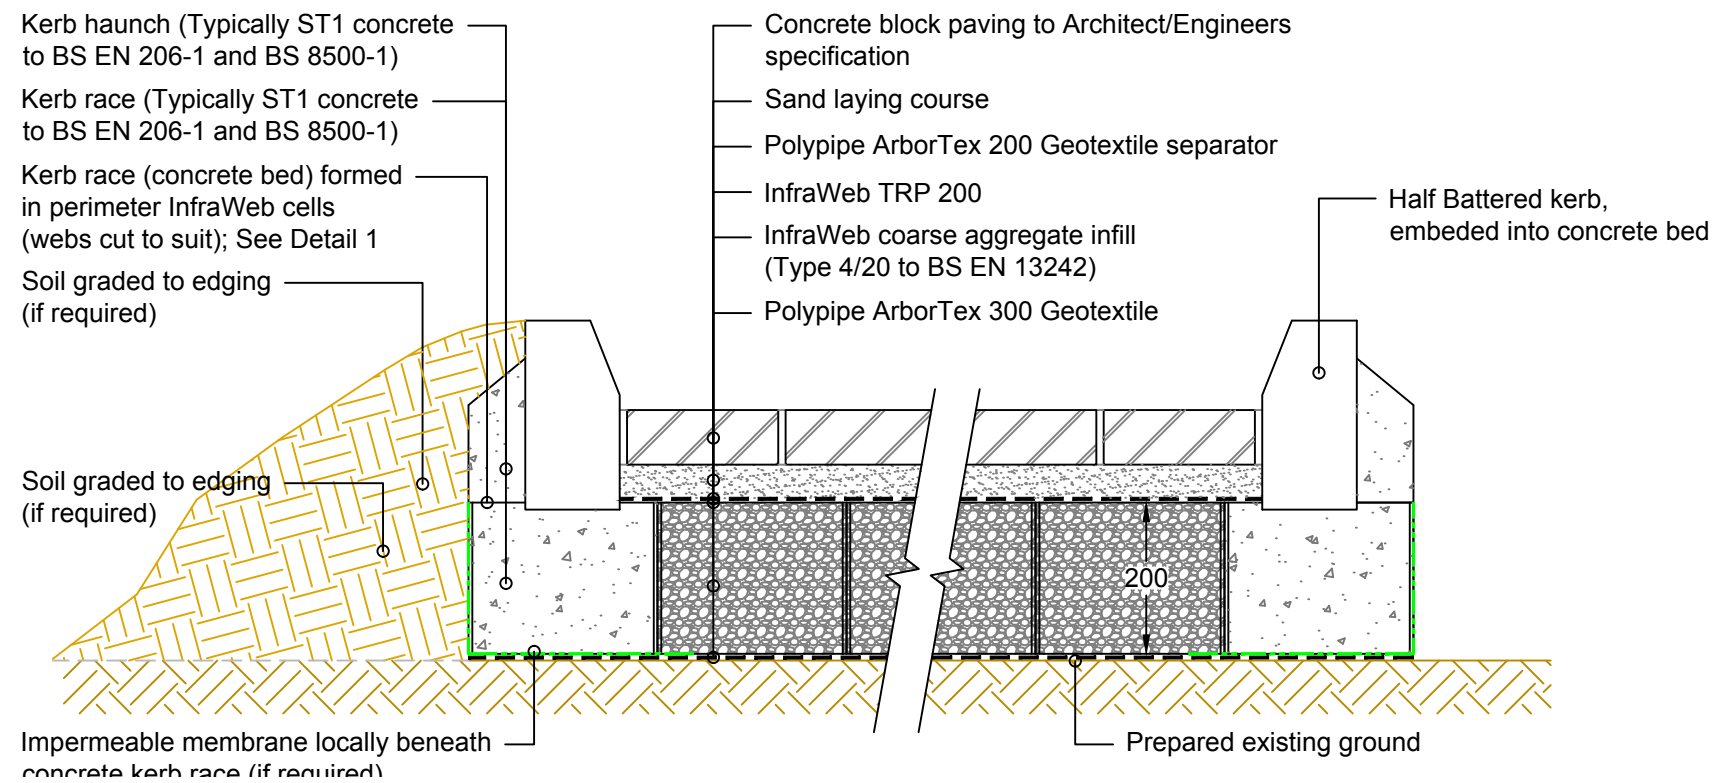 Kerb haunch (Typically ST1 concrete
to BS EN 206-1 and BS 8500-1)
Kerb race (Typically ST1 concrete
to BS EN 206-1 and BS 8500-1)
Kerb race (concrete bed) formed
in perimeter InfraWeb cells
(webs cut to suit); See Detail 1
Soil graded to edging
(if required)
Soil graded to edging
(if required)
Concrete block paving to Architect/Engineers
specification
Sand laying course
Polypipe ArborTex 200 Geotextile separator
InfraWeb TRP 200
InfraWeb coarse aggregate infill
(Type 4/20 to BS EN 13242)
Polypipe ArborTex 300 Geotextile
Half Battered kerb,
embeded into concrete bed
200
Impermeable membrane locally beneath
concrete kerb race (if required)
Prepared existing ground